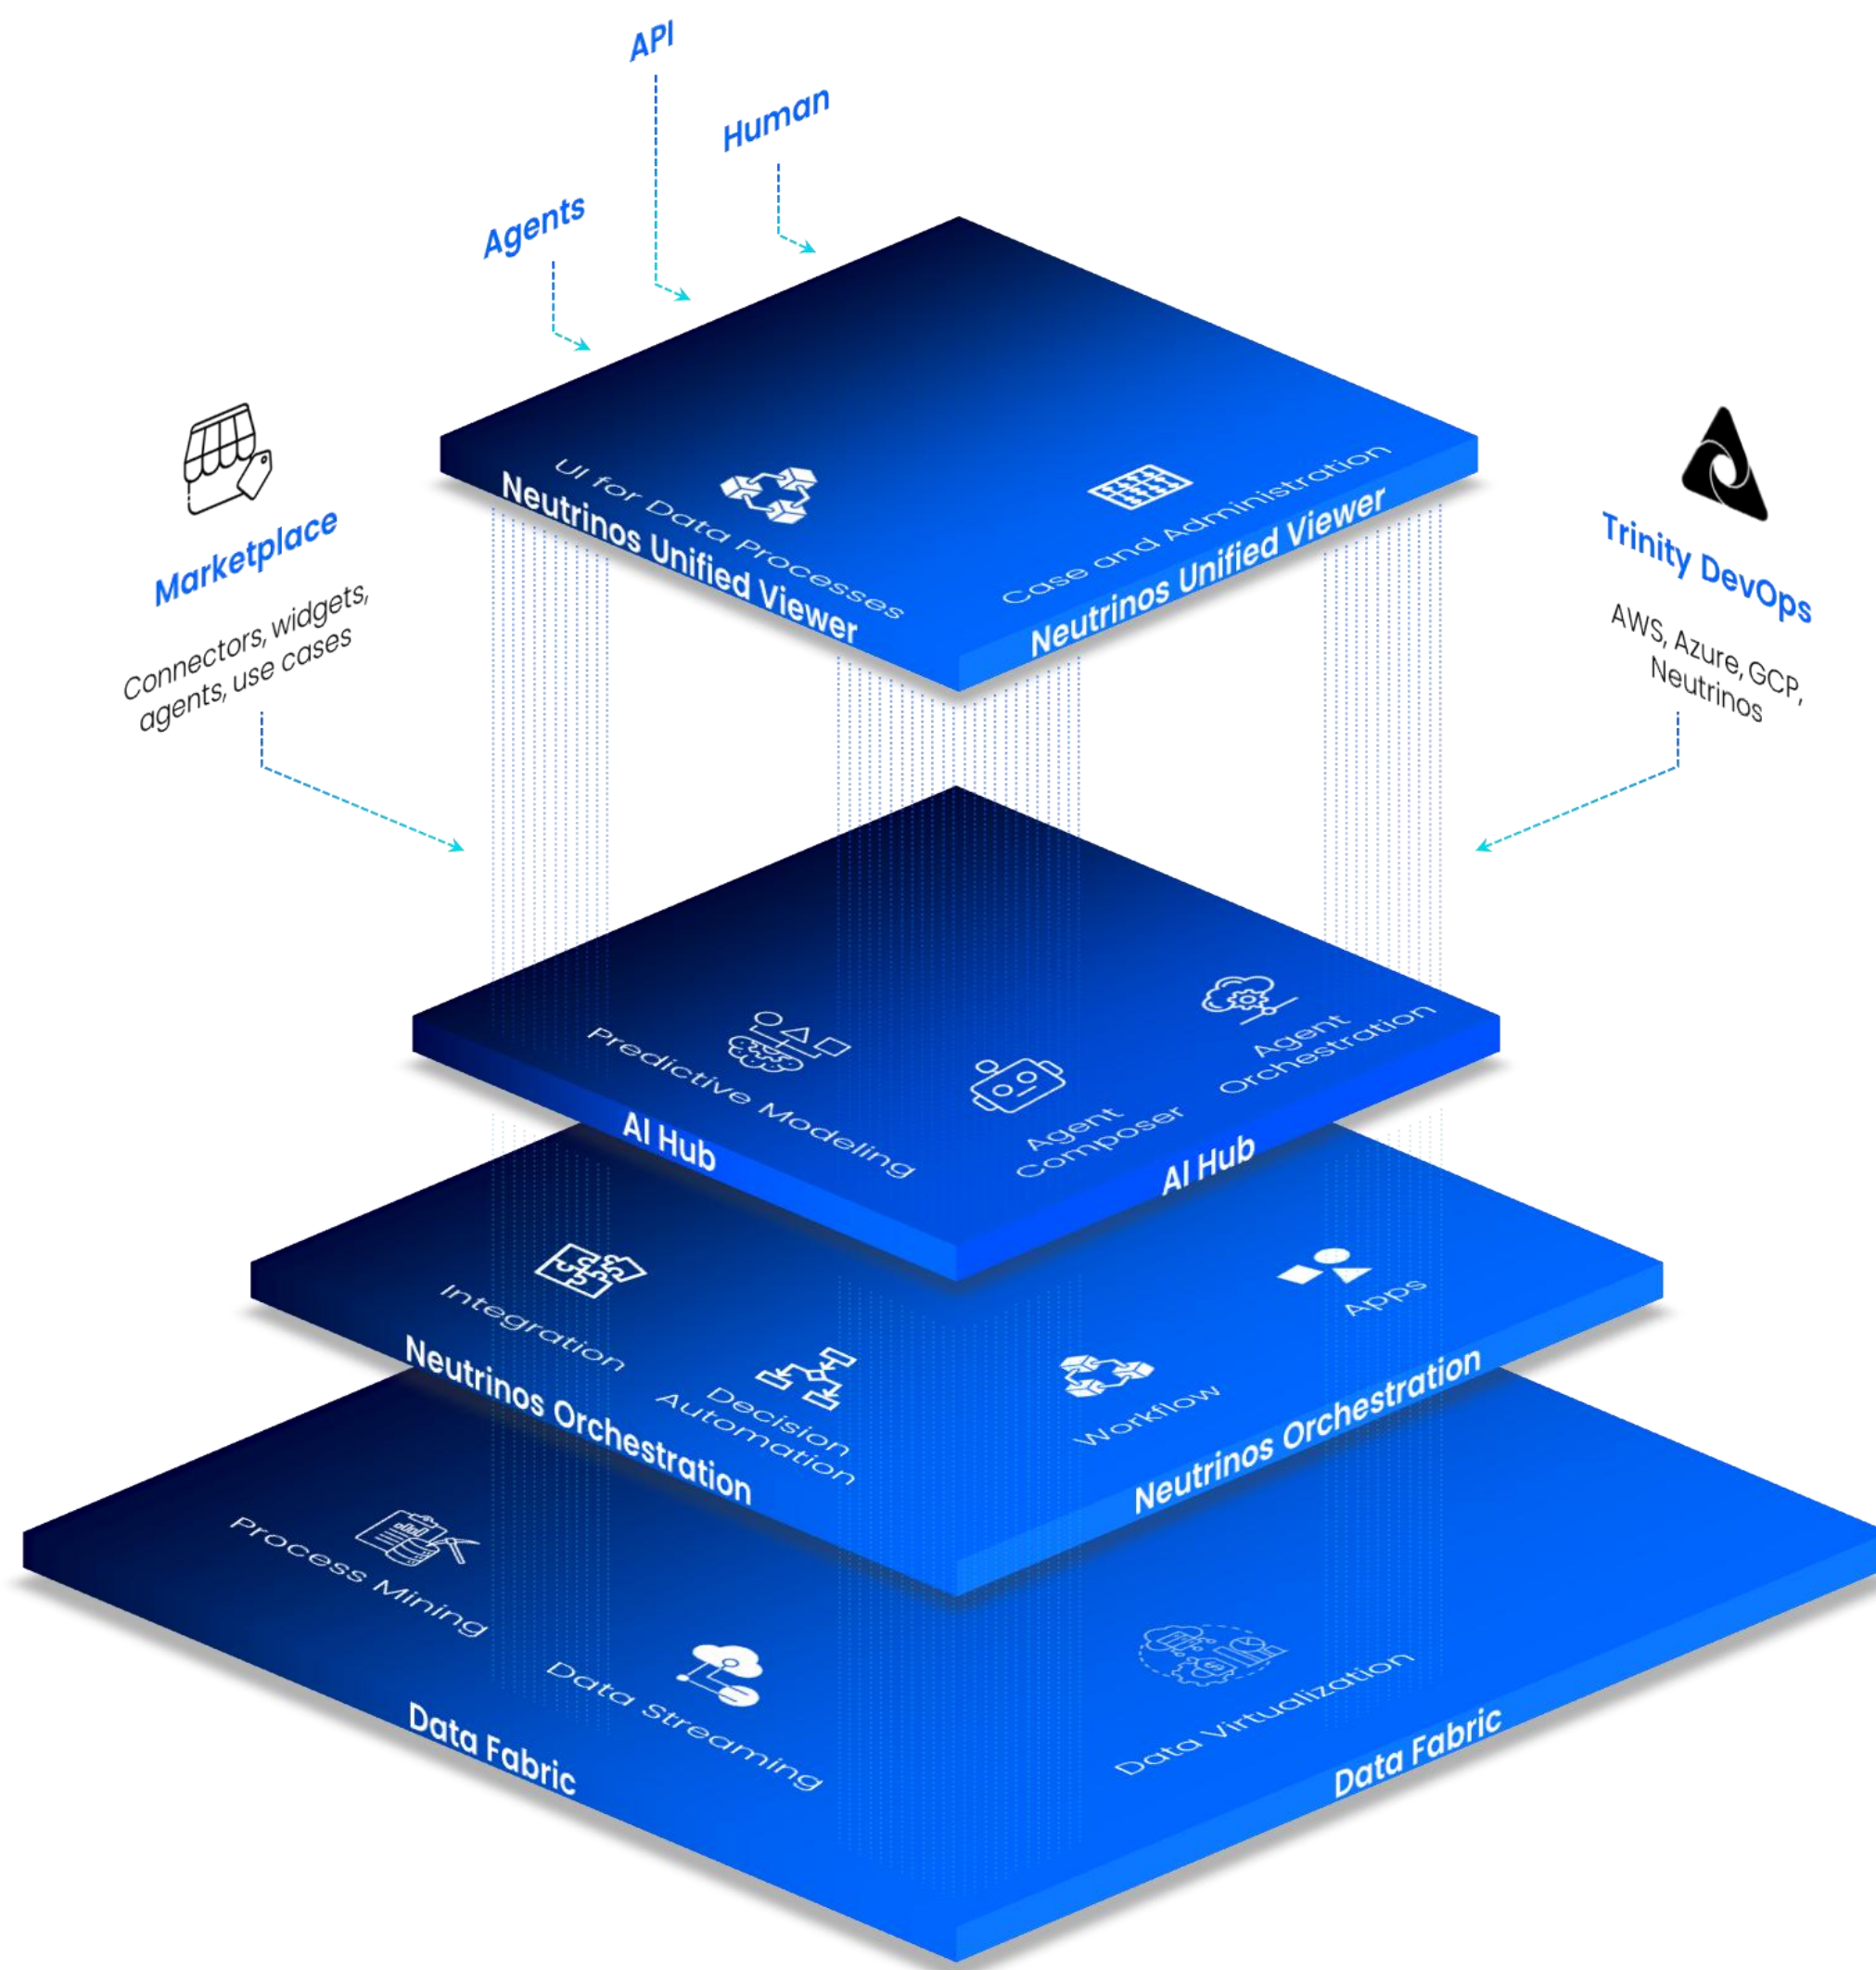 API
Human
Agents
Marketplace
Connectors, widgets,
agents, use cases
Trinity DevOps
AWS, Azure, GCP,
Neutrinos
UI for Data Processes
Neutrinos Unified Viewer
Case and Administration
Neutrinos Unified Viewer
Predictive Modeling
AI Hub
Agent
Composer
Agent
Orchestration
AI Hub
Integration
Decision
Automation
Neutrinos Orchestration
Workflow
Apps
Neutrinos Orchestration
Process Mining
Data Streaming
Data Fabric
Data Virtualization
Data Fabric